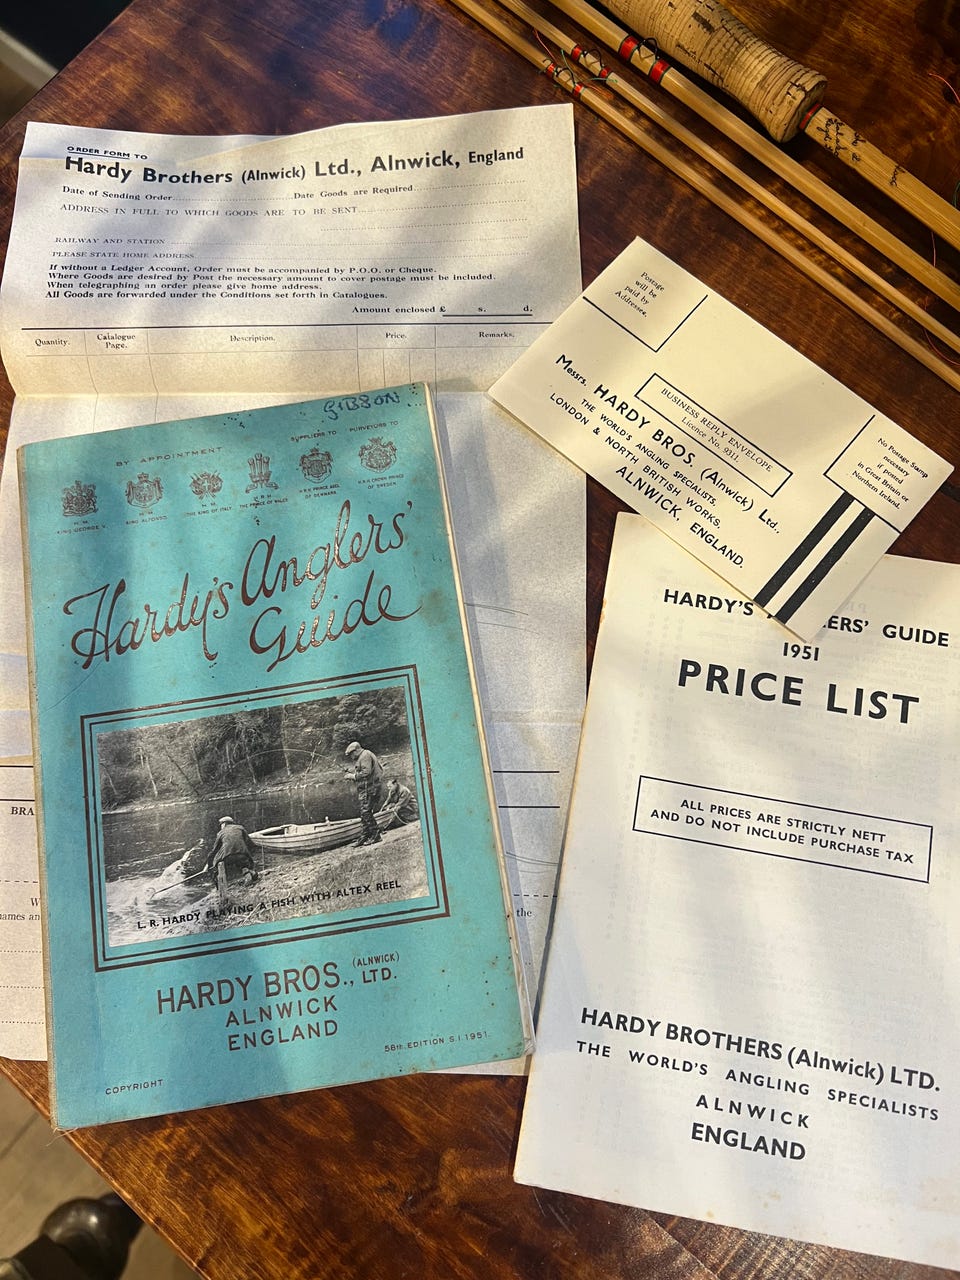 ORDER FORM TO
Hardy Brothers (Alnwick) Ltd., Alnwick, England
Date of Sending Order Date Goods are Required
ADDRESS IN FULL TO WHICH GOODS ARE TO BE SENT
RAILWAY AND STATION
PLEASE STATE HOME ADDRESS
If without a Ledger Account, Order must be accompanied by P.O.O. or Cheque.
Where Goods are desired by Post the necessary amount to cover postage must be included.
When telegraphing an order please give home address.
All Goods are forwarded under the Conditions set forth in Catalogues.
Amount enclosed £ s. d.
Quantity. Catalogue Page. Description. Price. Remarks.
BRA
W
names an
the
Postage
will be
paid by
Addressee.
BUSINESS REPLY ENVELOPE
Licence No. 9311.
Messrs. HARDY BROS. (Alnwick) Ltd.,
THE WORLD'S ANGLING SPECIALISTS,
LONDON & NORTH BRITISH WORKS,
ALNWICK, ENGLAND.
No Postage Stamp
necessary
if posted
in Great Britain or
Northern Ireland.
GIBSON
BY APPOINTMENT
SUPPLIERS TO
PURVEYORS TO
H. M.
KING GEORGE V.
H. M.
KING ALFONSO.
H. M.
THE KING OF ITALY.
H. R. H.
THE PRINCE OF WALES
H.R.H. PRINCE AXEL
OF DENMARK.
H.R.H. CROWN PRINCE
OF SWEDEN.
Hardy's Anglers'
Guide
L. R. HARDY PLAYING A FISH WITH ALTEX REEL
HARDY BROS., (ALNWICK) LTD.
ALNWICK
ENGLAND
58th. EDITION S.I. 1951.
COPYRIGHT
HARDY'S ERS' GUIDE
1951
PRICE LIST
ALL PRICES ARE STRICTLY NETT
AND DO NOT INCLUDE PURCHASE TAX
HARDY BROTHERS (Alnwick) LTD.
THE WORLD'S ANGLING SPECIALISTS
ALNWICK
ENGLAND